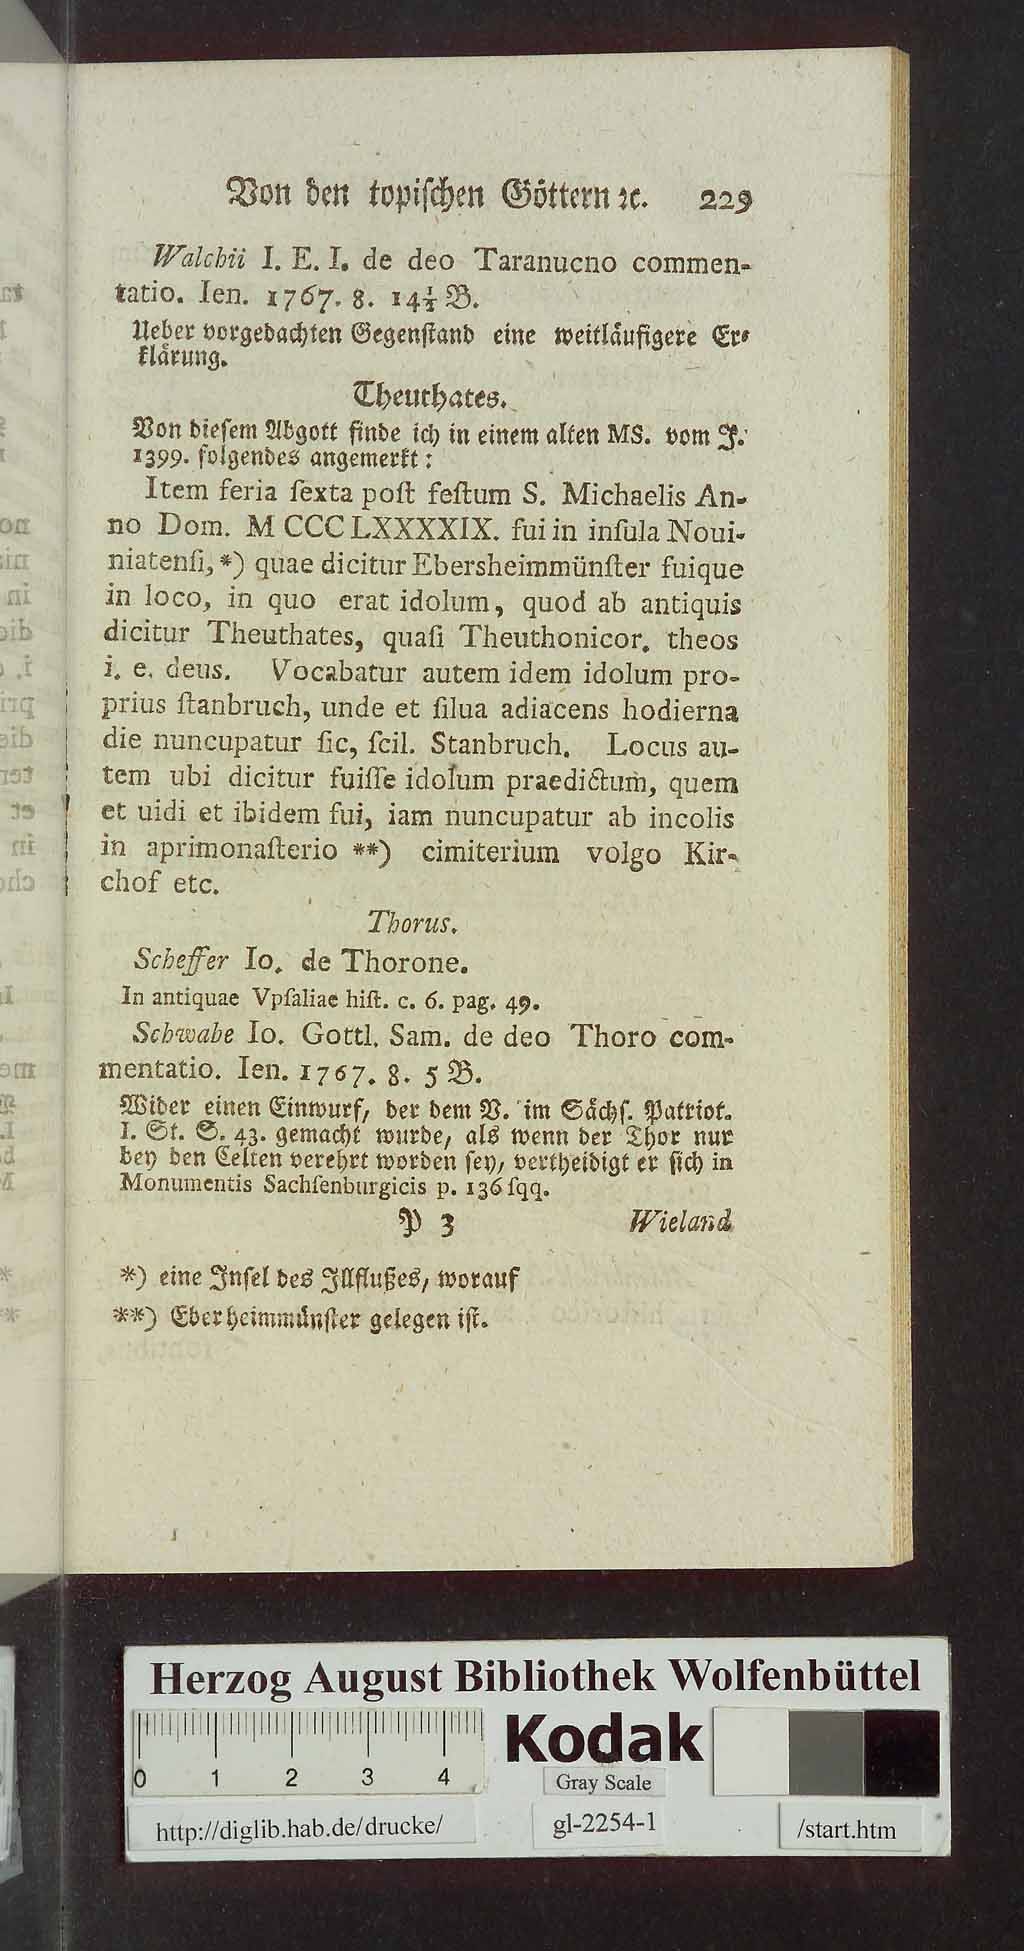 Von den topiſchen Göttern ꝛc. 229
Walchii I. E. I. de deo Taranucno commen-
tatio. Ien. 1767. 8. 14½ B.
Ueber vorgedachten Gegenſtand eine weitläufigere Er-
klärung.
Theuthates.
Von dieſem Abgott finde ich in einem alten MS. vom J.
1399. folgendes angemerkt:
Item feria ſexta poſt feſtum S. Michaelis An-
no Dom. M CCC LXXXXIX. fui in inſula Noui-
niatenſi, *) quae dicitur Ebersheimmünſter fuique
in loco, in quo erat idolum, quod ab antiquis
dicitur Theuthates, quaſi Theuthonicor. theos
i. e. deus. Vocabatur autem idem idolum pro-
prius ſtanbruch, unde et ſilua adiacens hodierna
die nuncupatur ſic, ſcil. Stanbruch. Locus au-
tem ubi dicitur fuiſſe idolum praedictum, quem
et uidi et ibidem fui, iam nuncupatur ab incolis
in aprimonaſterio **) cimiterium volgo Kir-
chof etc.
Thorus.
Scheffer Io. de Thorone.
In antiquae Vpſaliae hiſt. c. 6. pag. 49.
Schwabe Io. Gottl. Sam. de deo Thoro com-
mentatio. Ien. 1767. 8. 5 B.
Wider einen Einwurf, der dem V. im Sächſ. Patriot.
I. St. S. 43. gemacht wurde, als wenn der Thor nur
bey den Celten verehrt worden ſey, vertheidigt er ſich in
Monumentis Sachſenburgicis p. 136 ſqq.
P 3 Wieland
*) eine Inſel des Illflußes, worauf
**) Eberheimmünſter gelegen iſt.
Herzog August Bibliothek Wolfenbüttel
Kodak
0 1 2 3 4
Gray Scale
http://diglib.hab.de/drucke/ gl-2254-1 /start.htm